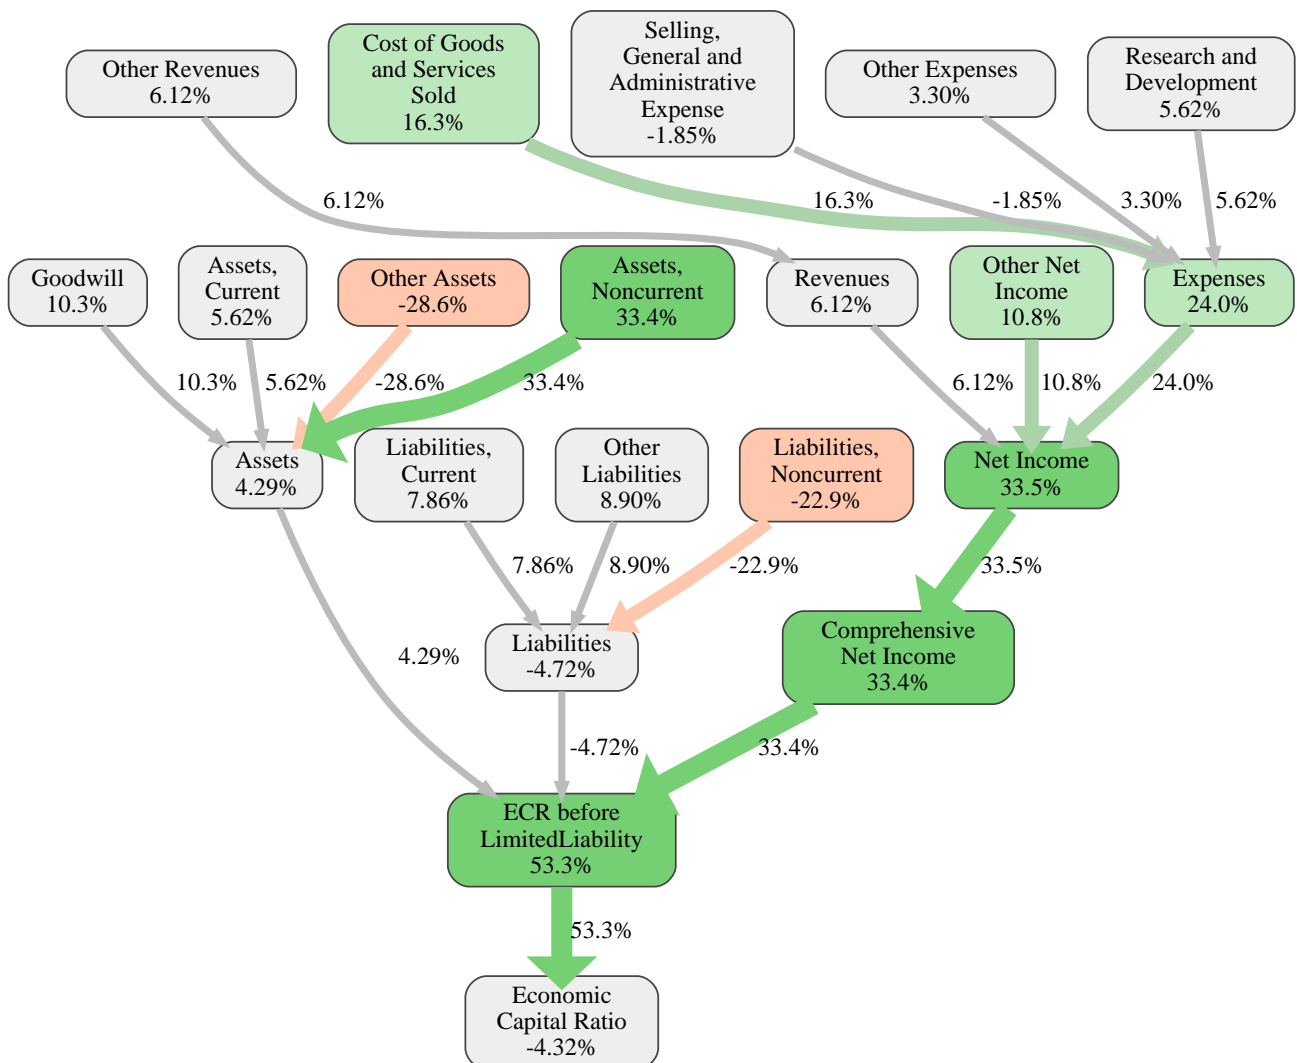 Other Revenues
6.12%
Cost of Goods
and Services
Sold
16.3%
Selling,
General and
Administrative
Expense
-1.85%
Other Expenses
3.30%
Research and
Development
5.62%
6.12%
16.3%
-1.85%
3.30%
5.62%
Goodwill
10.3%
Assets,
Current
5.62%
Other Assets
-28.6%
Assets,
Noncurrent
33.4%
Revenues
6.12%
Other Net
Income
10.8%
Expenses
24.0%
10.3%
5.62%
-28.6%
33.4%
6.12%
10.8%
24.0%
Assets
4.29%
Liabilities,
Current
7.86%
Other
Liabilities
8.90%
Liabilities,
Noncurrent
-22.9%
Net Income
33.5%
7.86%
8.90%
-22.9%
33.5%
4.29%
Liabilities
-4.72%
Comprehensive
Net Income
33.4%
-4.72%
33.4%
ECR before
LimitedLiability
53.3%
53.3%
Economic
Capital Ratio
-4.32%